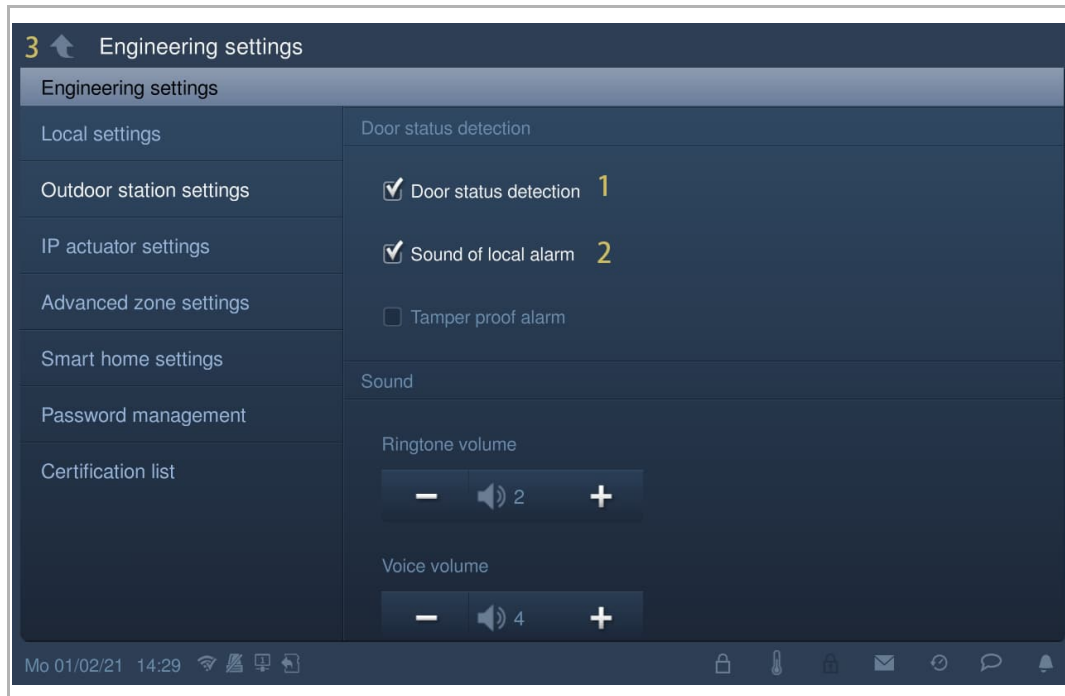 3 Engineering settings
Engineering settings
Local settings
Outdoor station settings
IP actuator settings
Advanced zone settings
Smart home settings
Password management
Certification list
Door status detection
Door status detection 1
Sound of local alarm 2
Tamper proof alarm
Sound
Ringtone volume
2
Voice volume
4
Mo 01/02/21 14:29